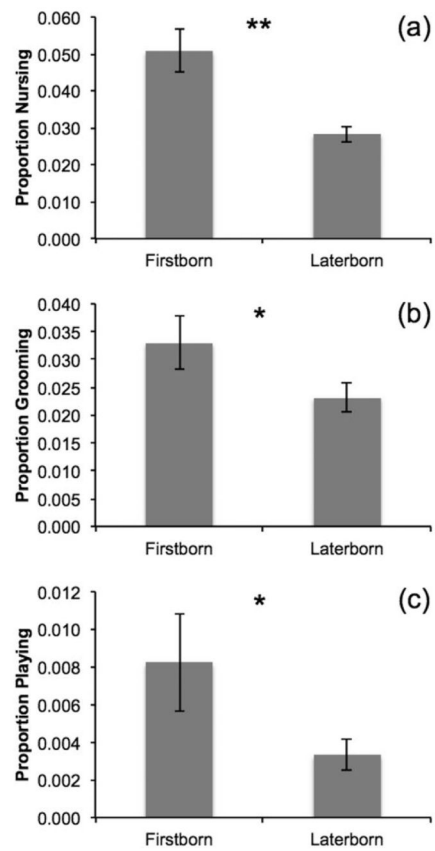 (a)
**
Proportion Nursing
0.060
0.050
0.040
0.030
0.020
0.010
0.000
Firstborn Laterborn
(b)
*
Proportion Grooming
0.040
0.035
0.030
0.025
0.020
0.015
0.010
0.005
0.000
Firstborn Laterborn
(c)
*
Proportion Playing
0.012
0.010
0.008
0.006
0.004
0.002
0.000
Firstborn Laterborn